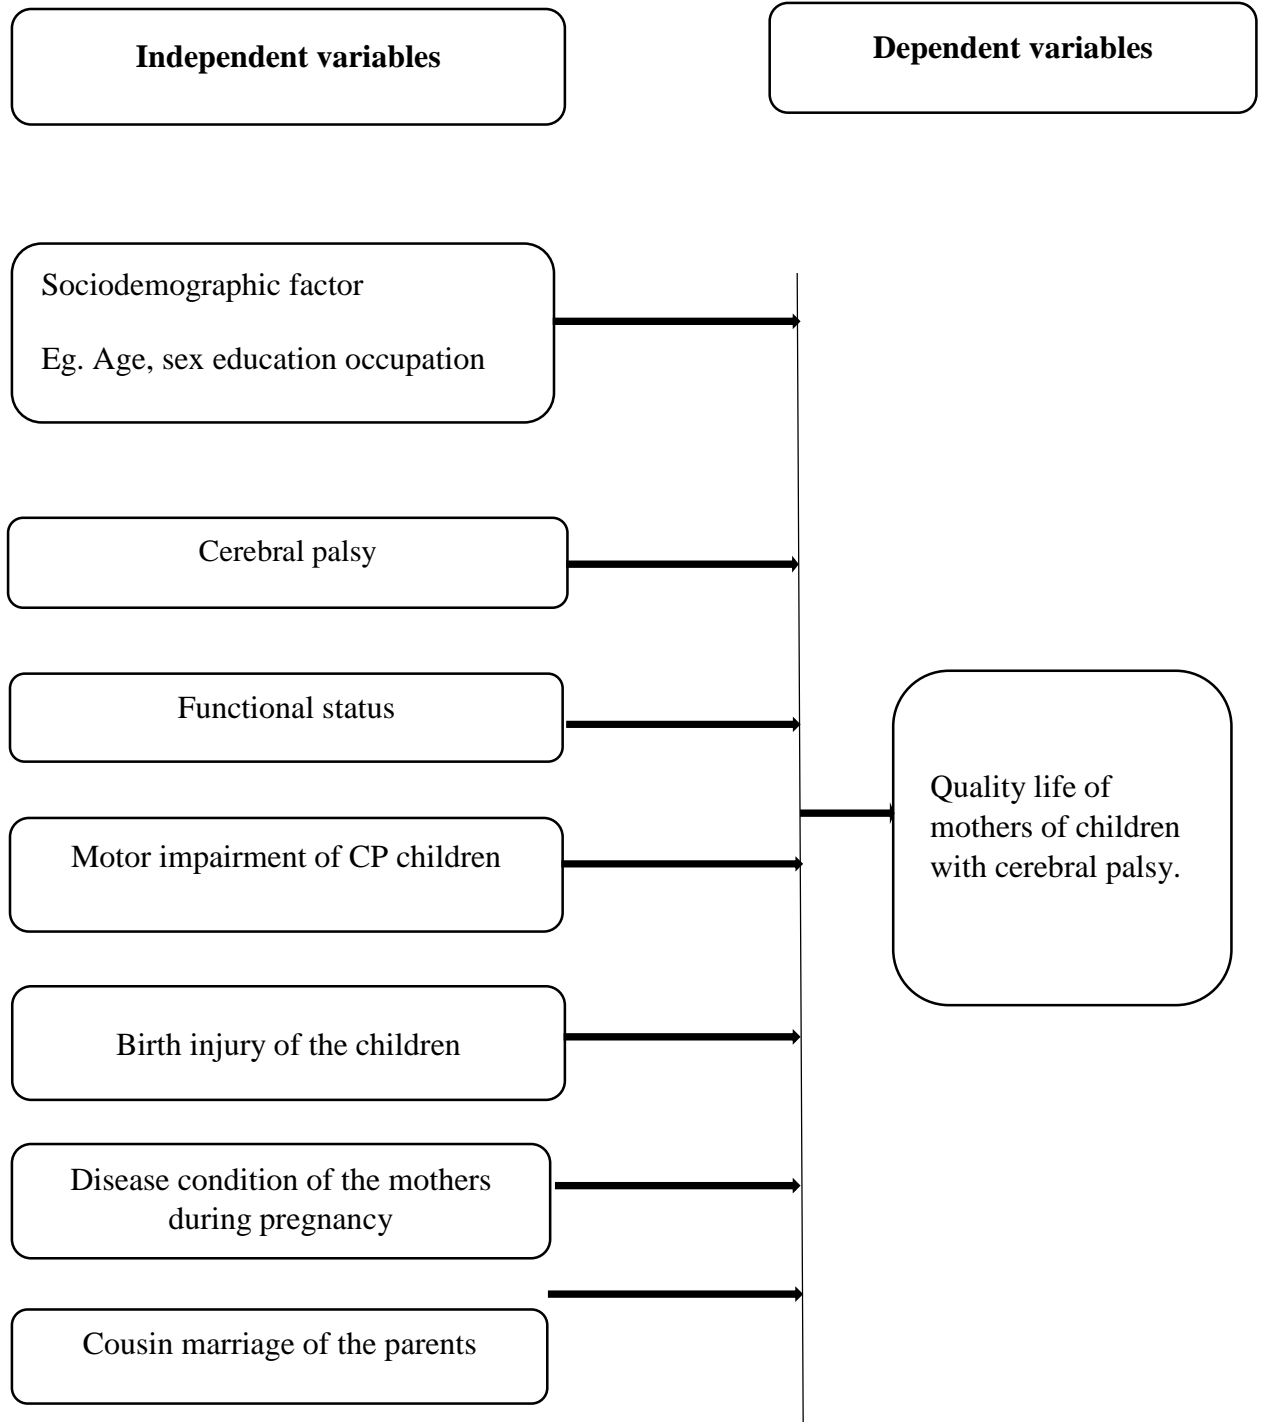 Independent variables
Dependent variables
Sociodemographic factor
Eg. Age, sex education occupation
Cerebral palsy
Functional status
Motor impairment of CP children
Birth injury of the children
Disease condition of the mothers
during pregnancy
Cousin marriage of the parents
Quality life of
mothers of children
with cerebral palsy.